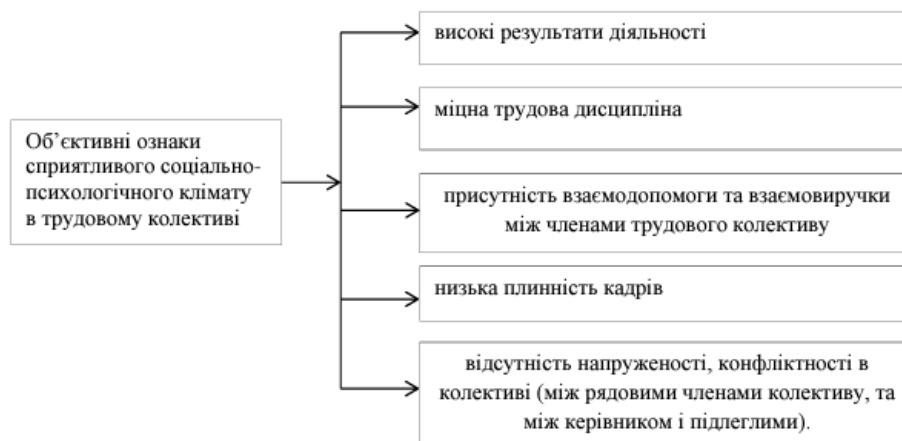 Об’єктивні ознаки
сприятливого соціально-
психологічного клімату
в трудовому колективі
високі результати діяльності
міцна трудова дисципліна
присутність взаємодопомоги та взаємовиручки
між членами трудового колективу
низька плинність кадрів
відсутність напруженості, конфліктності в
колективі (між рядовими членами колективу, та
між керівником і підлеглими).